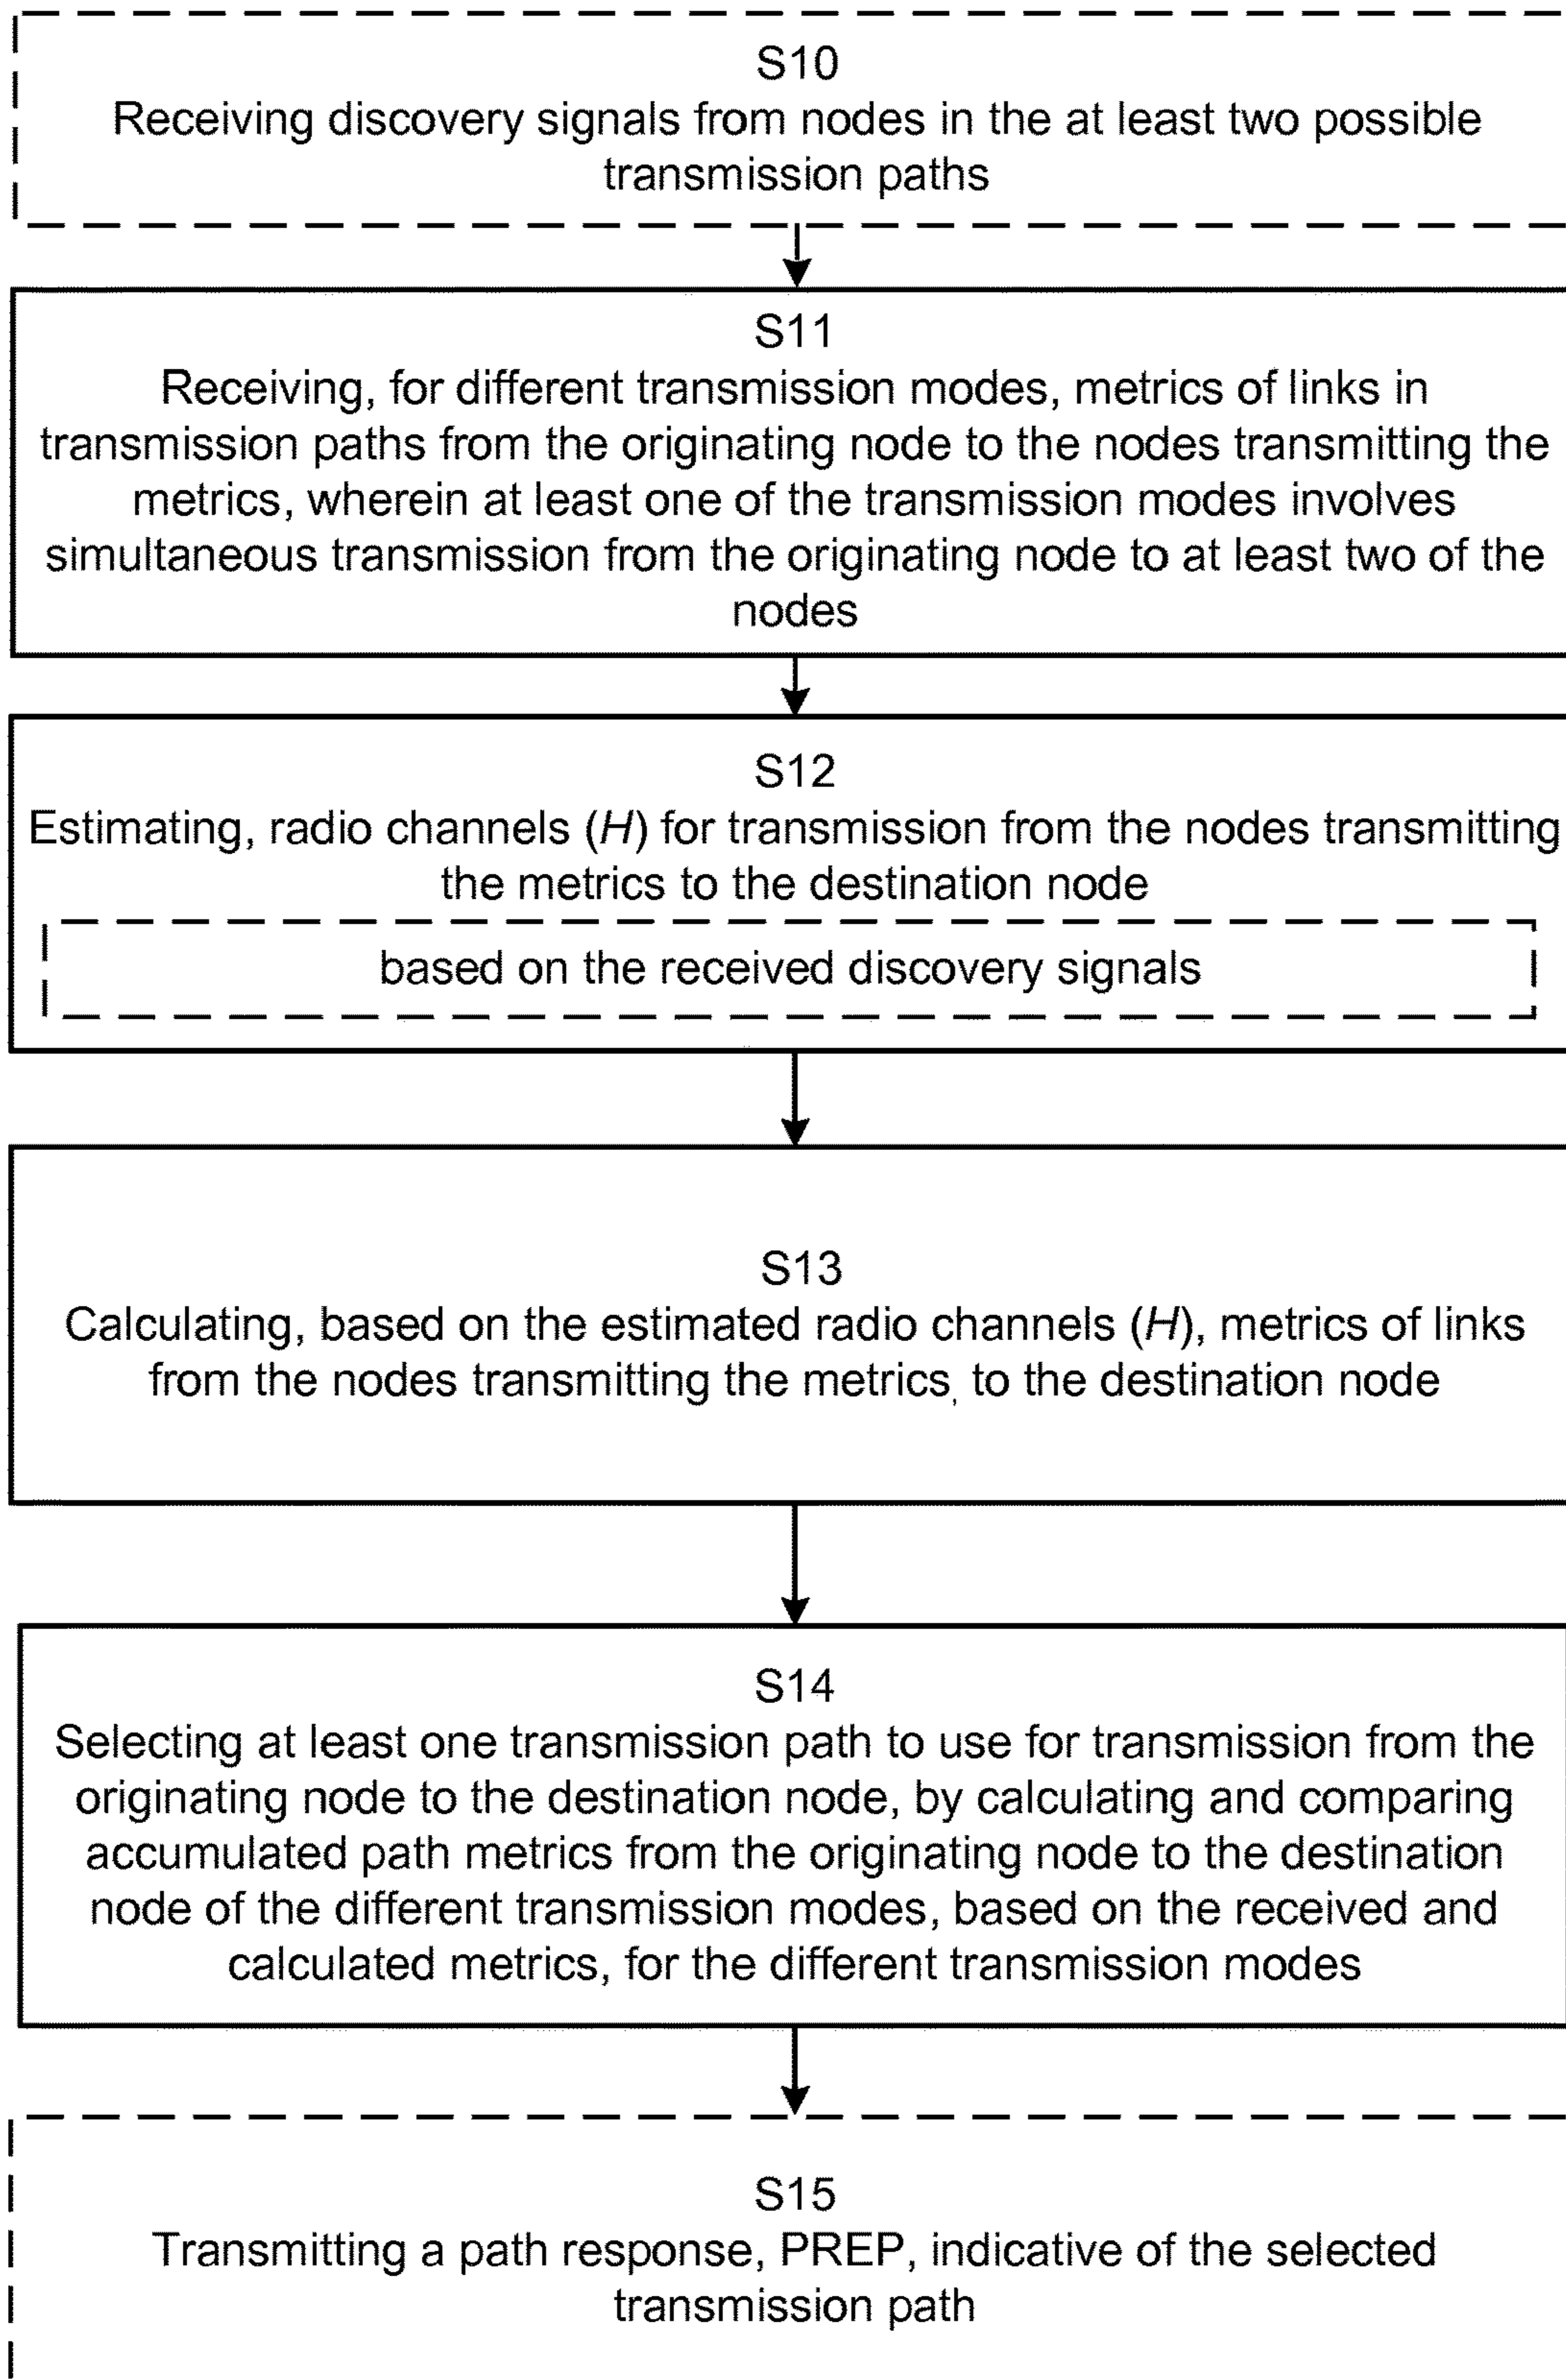 S10
Receiving discovery signals from nodes in the at least two possible
transmission paths
S11
Receiving, for different transmission modes, metrics of links in
transmission paths from the originating node to the nodes transmitting the
metrics, wherein at least one of the transmission modes involves
simultaneous transmission from the originating node to at least two of the
nodes
S12
Estimating, radio channels (H) for transmission from the nodes transmitting
the metrics to the destination node
based on the received discovery signals
S13
Calculating, based on the estimated radio channels (H), metrics of links
from the nodes transmitting the metrics, to the destination node
S14
Selecting at least one transmission path to use for transmission from the
originating node to the destination node, by calculating and comparing
accumulated path metrics from the originating node to the destination
node of the different transmission modes, based on the received and
calculated metrics, for the different transmission modes
S15
Transmitting a path response, PREP, indicative of the selected
transmission path